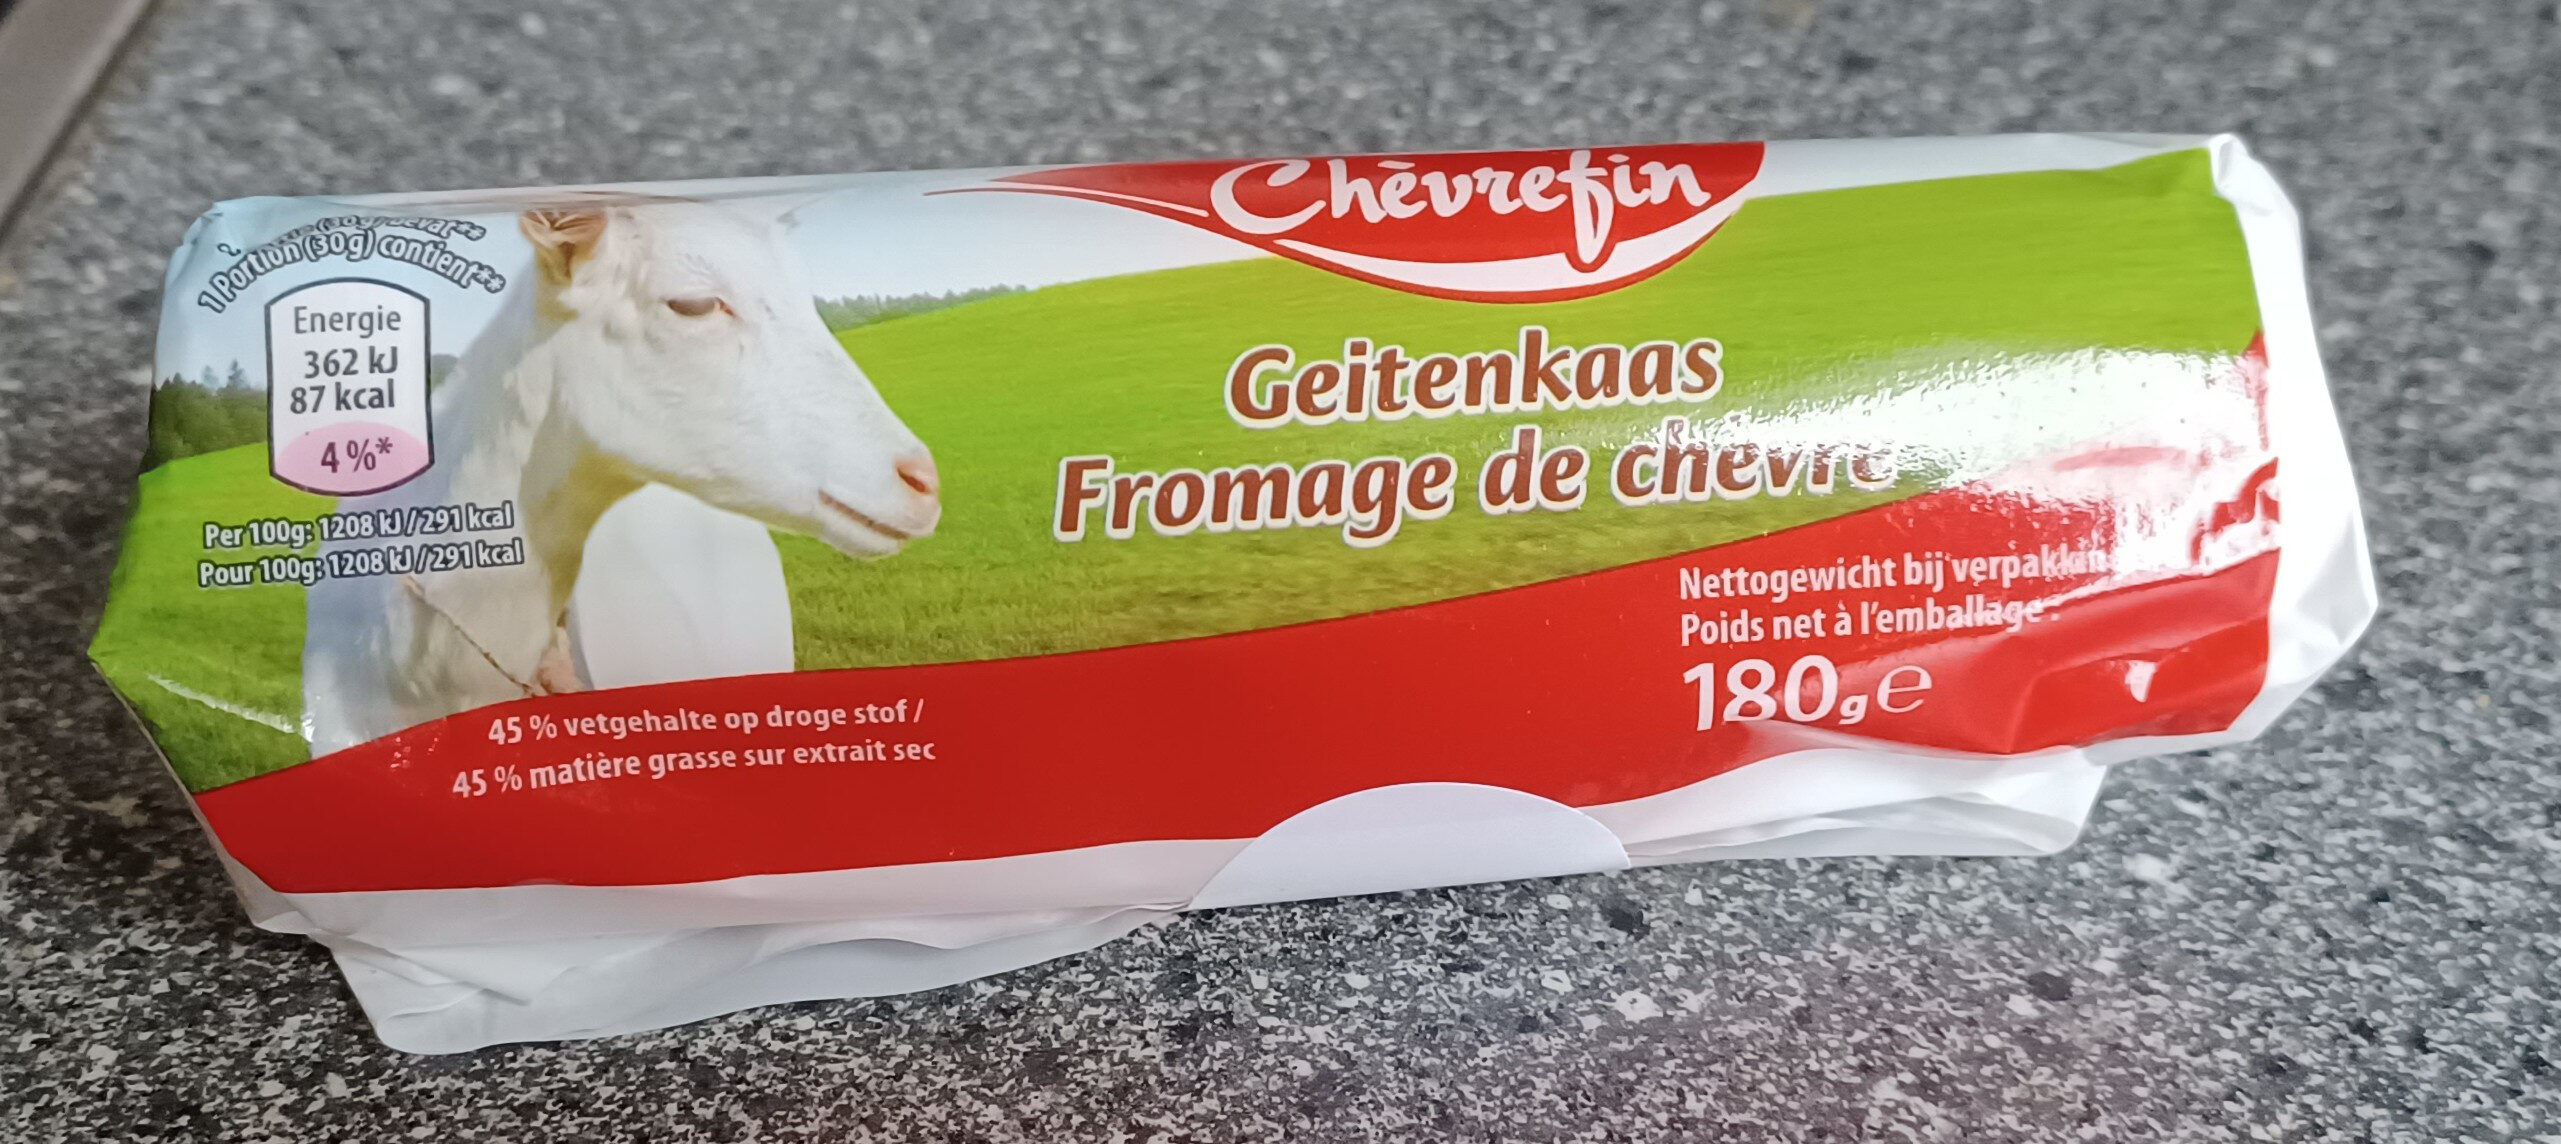 Chèvrefin
(30g) bevat**
1 Portion (30g) contient**
Energie
362 kJ
87 kcal
4 %*
Per 100g: 1208 kJ / 291 kcal
Pour 100g: 1208 kJ / 291 kcal
Geitenkaas
Fromage de chèvre
Nettogewicht bij
Poids net à l'emballage :
180g e
45 % vetgehalte op droge stof /
45 % matière grasse sur extrait sec